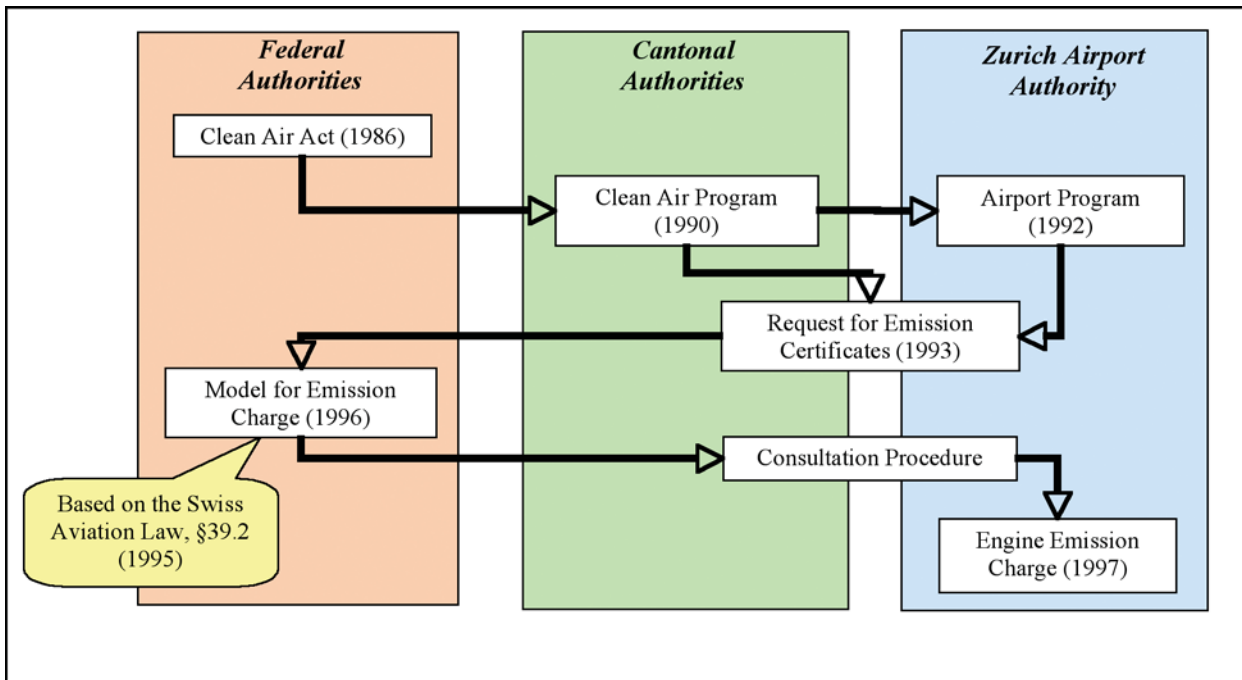 Federal
Authorities
Cantonal
Authorities
Zurich Airport
Authority
Clean Air Act (1986)
Clean Air Program
(1990)
Airport Program
(1992)
Request for Emission
Certificates (1993)
Model for Emission
Charge (1996)
Consultation Procedure
Based on the Swiss
Aviation Law, §39.2
(1995)
Engine Emission
Charge (1997)